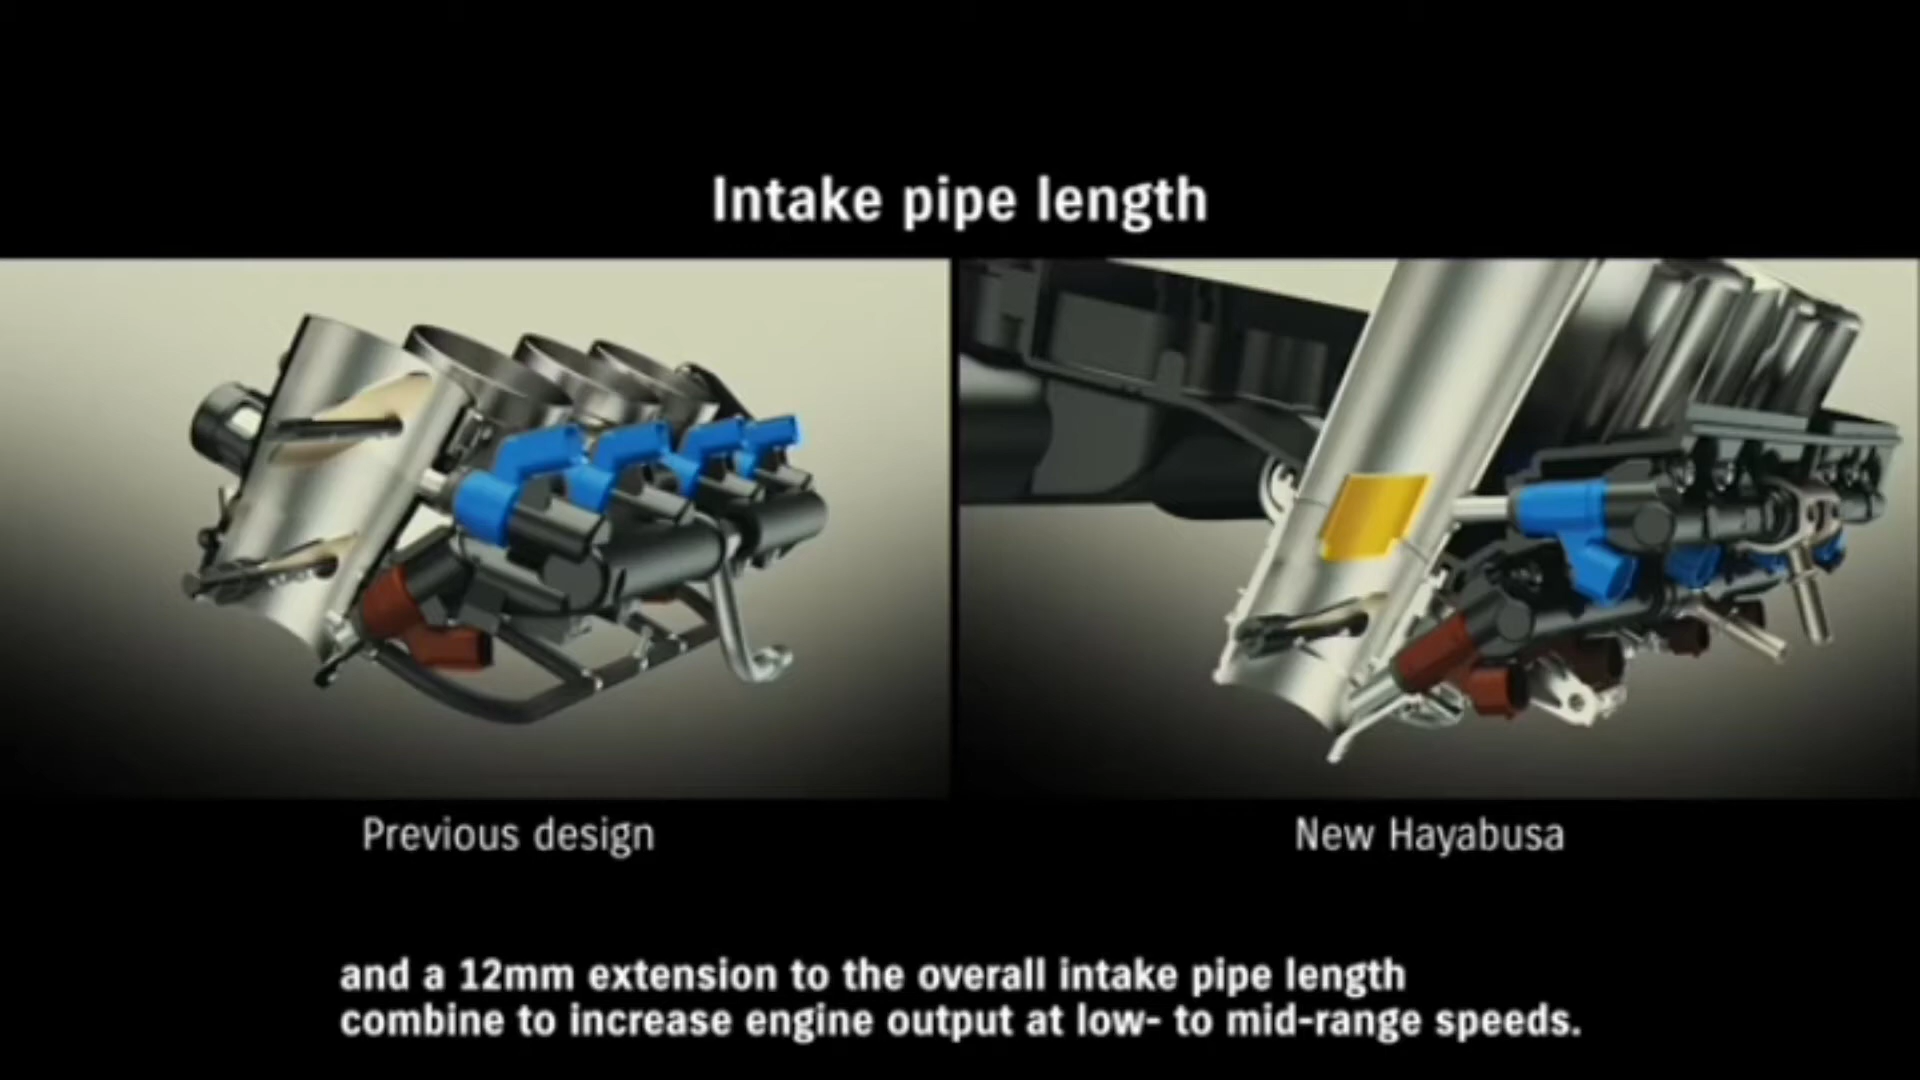 Intake pipe length
Previous design
New Hayabusa
and a 12mm extension to the overall intake pipe length
combine to increase engine output at low- to mid-range speeds.